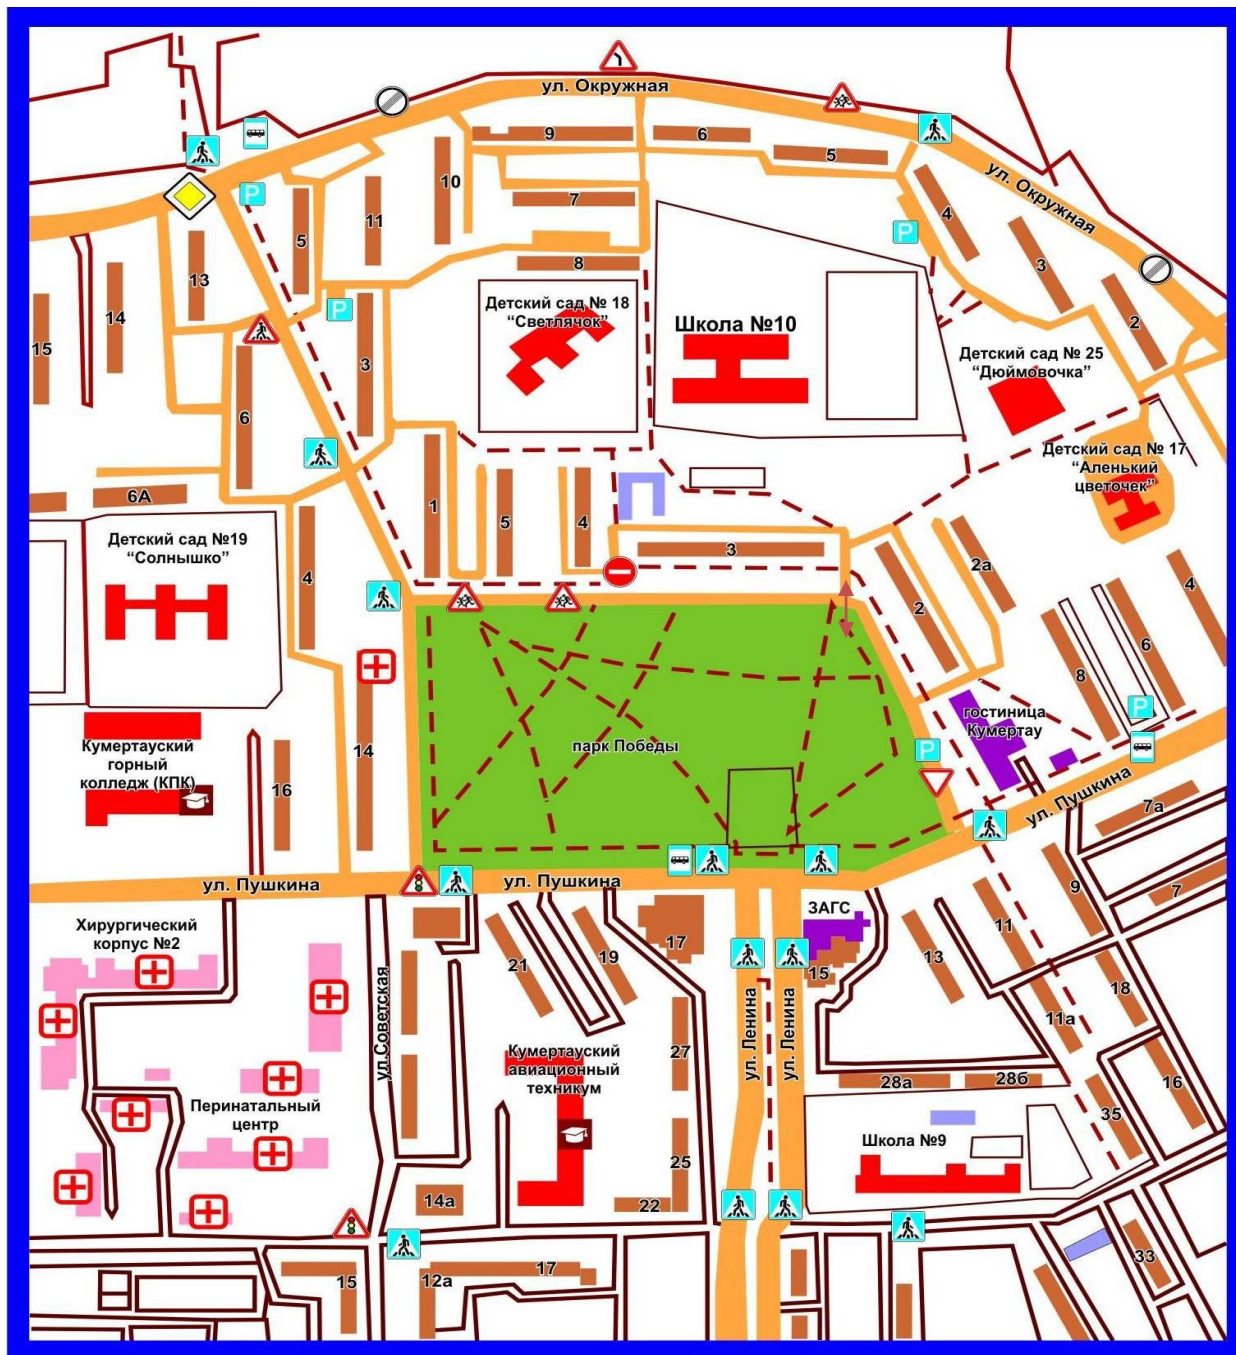 ул. Окружная
9
6
5
10
4
7
11
5
ул. Окружная
13
8
3
14
Детский сад № 18
“Светлячок”
2
15
Школа №10
3
Детский сад № 25
“Дюймовочка”
6
Детский сад № 17
“Аленький
цветочек”
6А
1
5
4
Детский сад №19
“Солнышко”
3
2а
4
2
4
6
8
гостиница
Кумертау
парк Победы
14
Кумертауский
горный
колледж (КПК)
16
ул. Пушкина
7а
ул. Пушкина
ул. Пушкина
9
7
ЗАГС
11
Хирургический
корпус №2
17
19
21
13
15
18
ул.Советская
ул. Ленина
ул. Ленина
11а
27
Кумертауский
авиационный
техникум
28а
28б
16
Перинатальный
центр
35
Школа №9
25
14а
22
33
15
12а
17
P
P
P
P
P